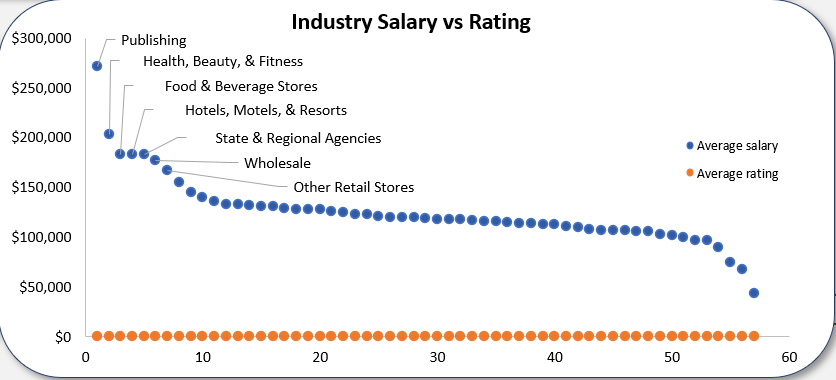 Industry Salary vs Rating
$300,000
Publishing
Health, Beauty, & Fitness
$250,000
Food & Beverage Stores
Hotels, Motels, & Resorts
$200,000
State & Regional Agencies
Average salary
Wholesale
Average rating
$150,000
Other Retail Stores
$100,000
$50,000
$0
0 10 20 30 40 50 60